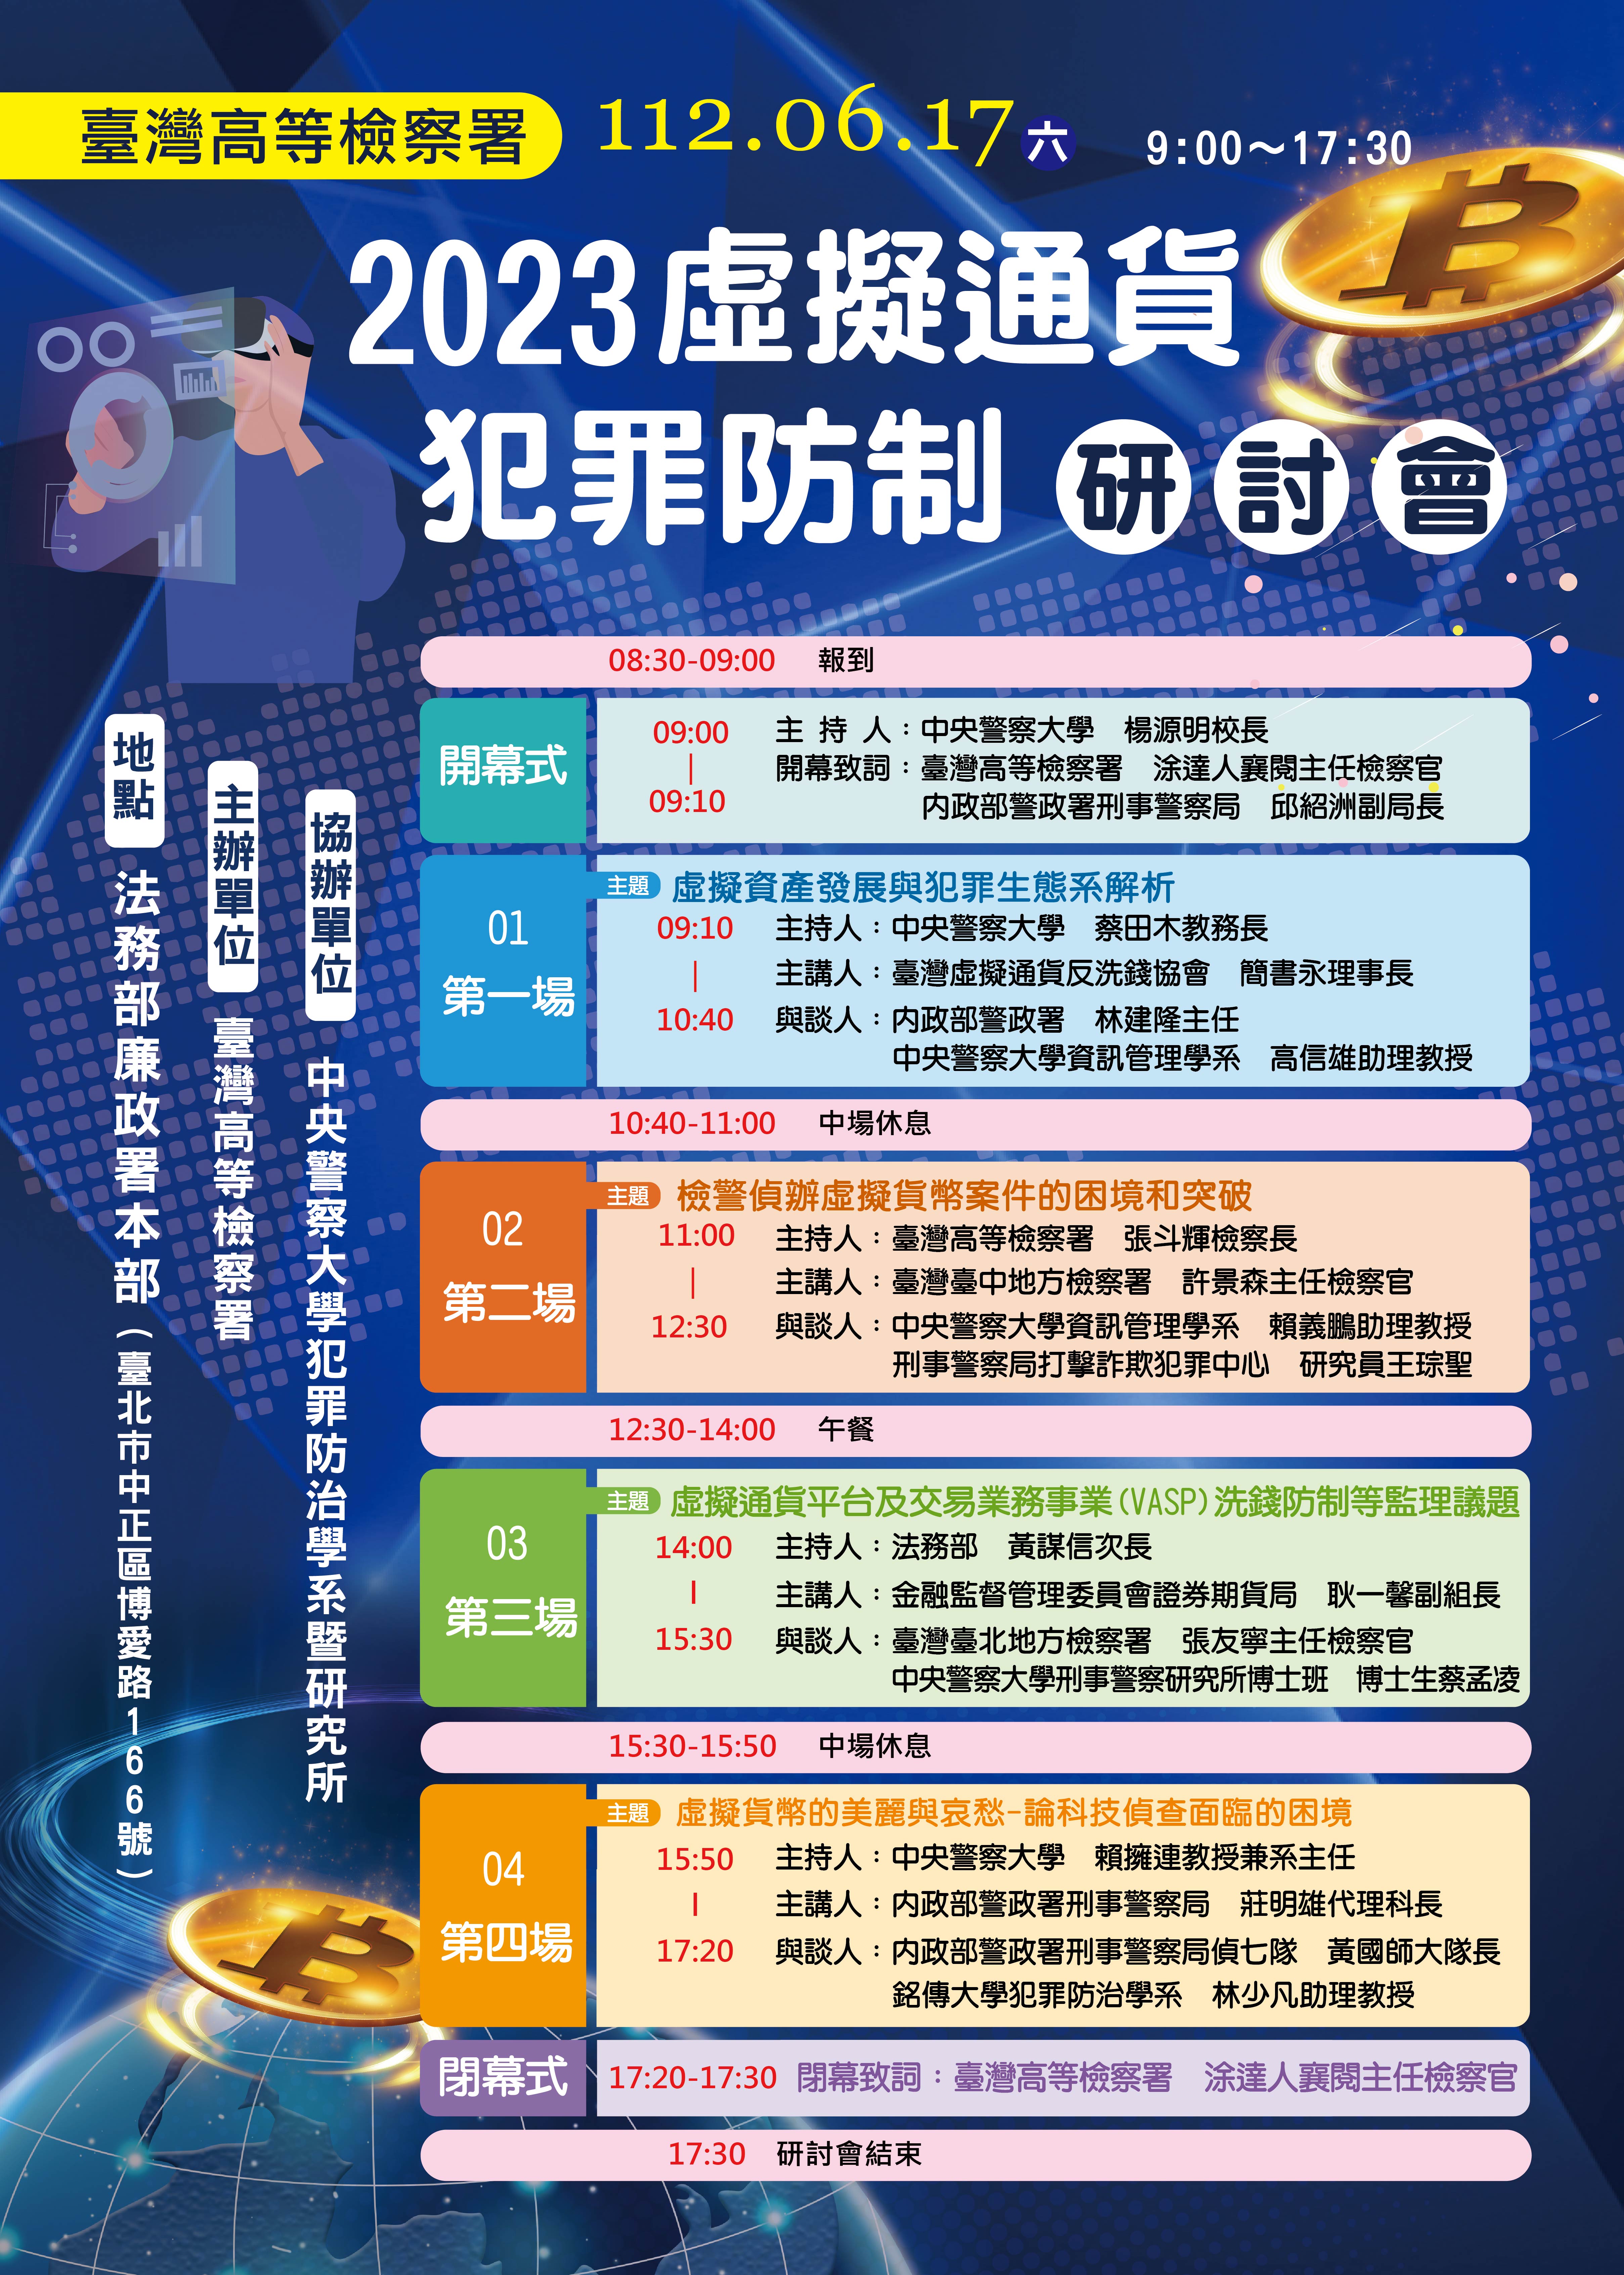 臺灣高等檢察署
112.06.17 六 9:00~17:30
2023虛擬通貨
犯罪防制 研討會
地點 法務部廉政署本部(臺北市中正區博愛路166號)
主辦單位 臺灣高等檢察署
協辦單位 中央警察大學犯罪防治學系暨研究所
08:30-09:00 報到
開幕式
09:00
|
09:10
主持人：中央警察大學 楊源明校長
開幕致詞：臺灣高等檢察署 涂達人襄閱主任檢察官
內政部警政署刑事警察局 邱紹洲副局長
01
第一場
主題 虛擬資產發展與犯罪生態系解析
09:10
|
10:40
主持人：中央警察大學 蔡田木教務長
主講人：臺灣虛擬通貨反洗錢協會 簡書永理事長
與談人：內政部警政署 林建隆主任
中央警察大學資訊管理學系 高信雄助理教授
10:40-11:00 中場休息
02
第二場
主題 檢警偵辦虛擬貨幣案件的困境和突破
11:00
|
12:30
主持人：臺灣高等檢察署 張斗輝檢察長
主講人：臺灣臺中地方檢察署 許景森主任檢察官
與談人：中央警察大學資訊管理學系 賴義鵬助理教授
刑事警察局打擊詐欺犯罪中心 研究員王琮聖
12:30-14:00 午餐
03
第三場
主題 虛擬通貨平台及交易業務事業(VASP)洗錢防制等監理議題
14:00
|
15:30
主持人：法務部 黃謀信次長
主講人：金融監督管理委員會證券期貨局 耿一馨副組長
與談人：臺灣臺北地方檢察署 張友寧主任檢察官
中央警察大學刑事警察研究所博士班 博士生蔡孟凌
15:30-15:50 中場休息
04
第四場
主題 虛擬貨幣的美麗與哀愁-論科技偵查面臨的困境
15:50
|
17:20
主持人：中央警察大學 賴擁連教授兼系主任
主講人：內政部警政署刑事警察局 莊明雄代理科長
與談人：內政部警政署刑事警察局偵七隊 黃國師大隊長
銘傳大學犯罪防治學系 林少凡助理教授
閉幕式 17:20-17:30 閉幕致詞：臺灣高等檢察署 涂達人襄閱主任檢察官
17:30 研討會結束